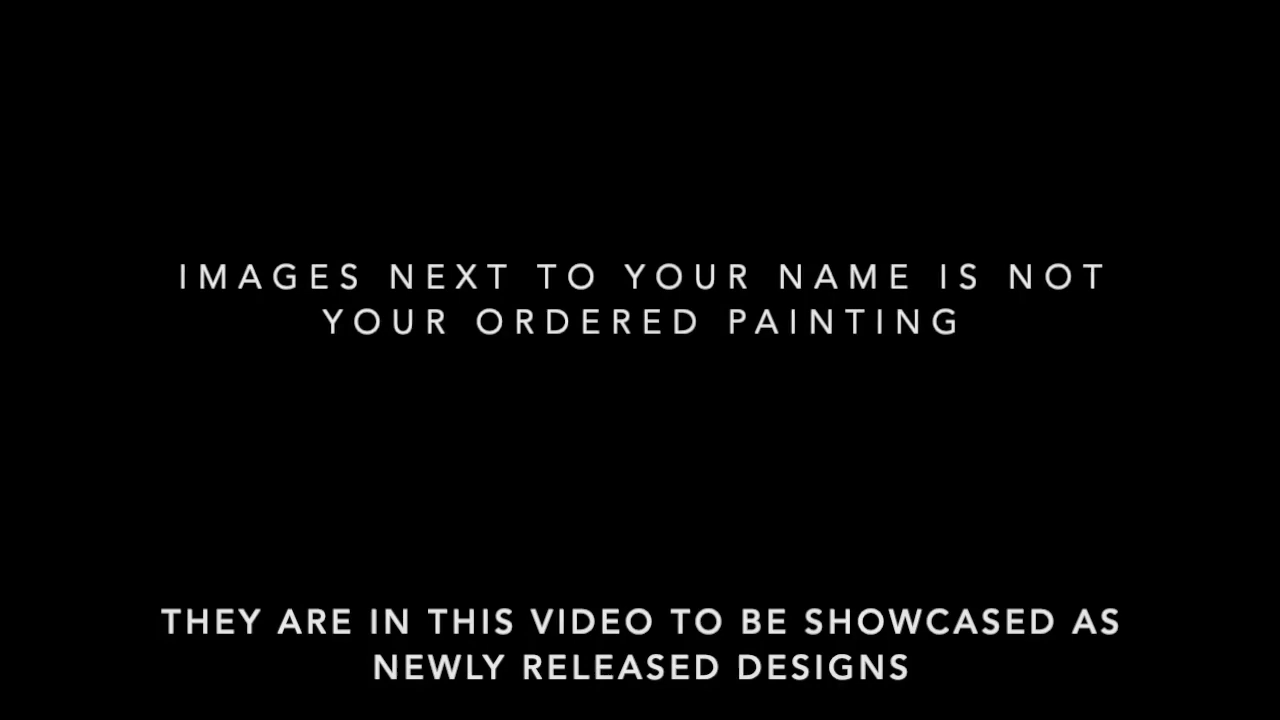 IMAGES NEXT TO YOUR NAME IS NOT
YOUR ORDERED PAINTING
THEY ARE IN THIS VIDEO TO BE SHOWCASED AS
NEWLY RELEASED DESIGNS